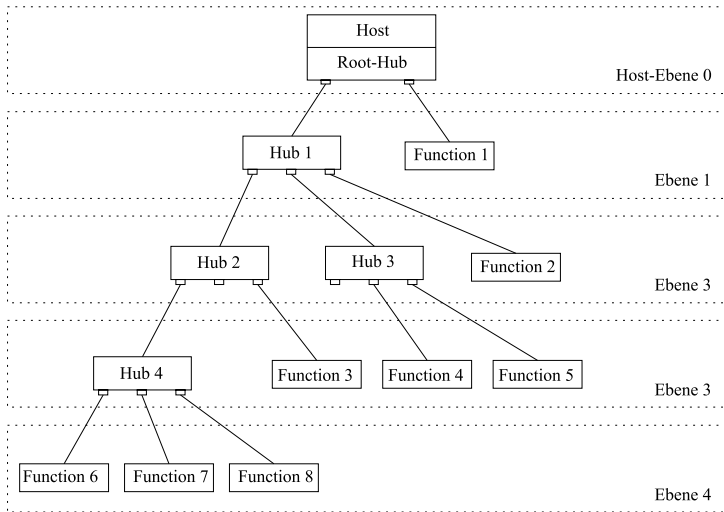 Host
Root-Hub
Host-Ebene 0
Hub 1
Function 1
Ebene 1
Hub 2
Hub 3
Function 2
Ebene 3
Hub 4
Function 3
Function 4
Function 5
Ebene 3
Function 6
Function 7
Function 8
Ebene 4